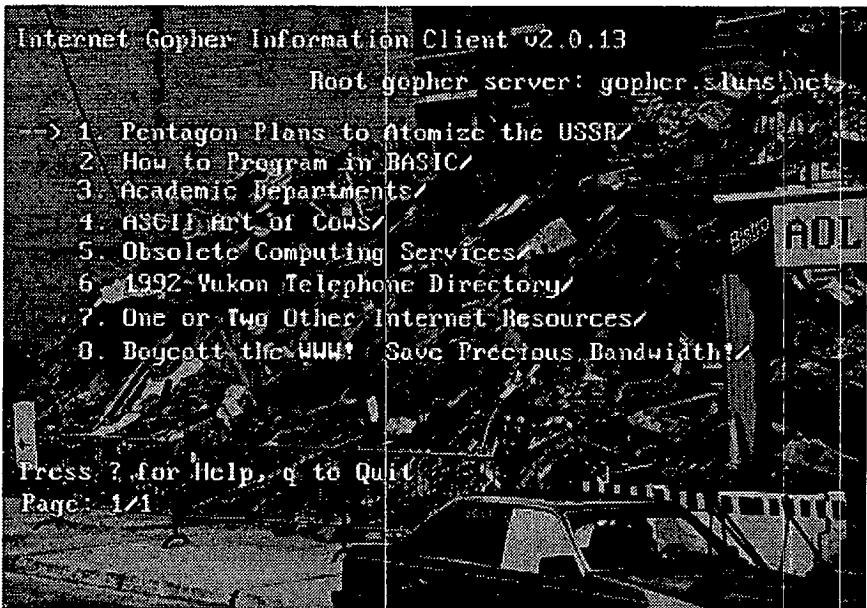 Internet Gopher Information Client v2.0.13
Root gopher server: gopher.slums.net
--> 1. Pentagon Plans to Atomize the USSR/
2. How to Program in BASIC/
3. Academic Departments/
4. ASCII Art of Cows/
5. Obsolete Computing Services/
6. 1992 Yukon Telephone Directory/
7. One or Two Other Internet Resources/
8. Boycott the WWW! Save Precious Bandwidth!/
Bistro
AOL
Press ? for Help, q to Quit
Page: 1/1